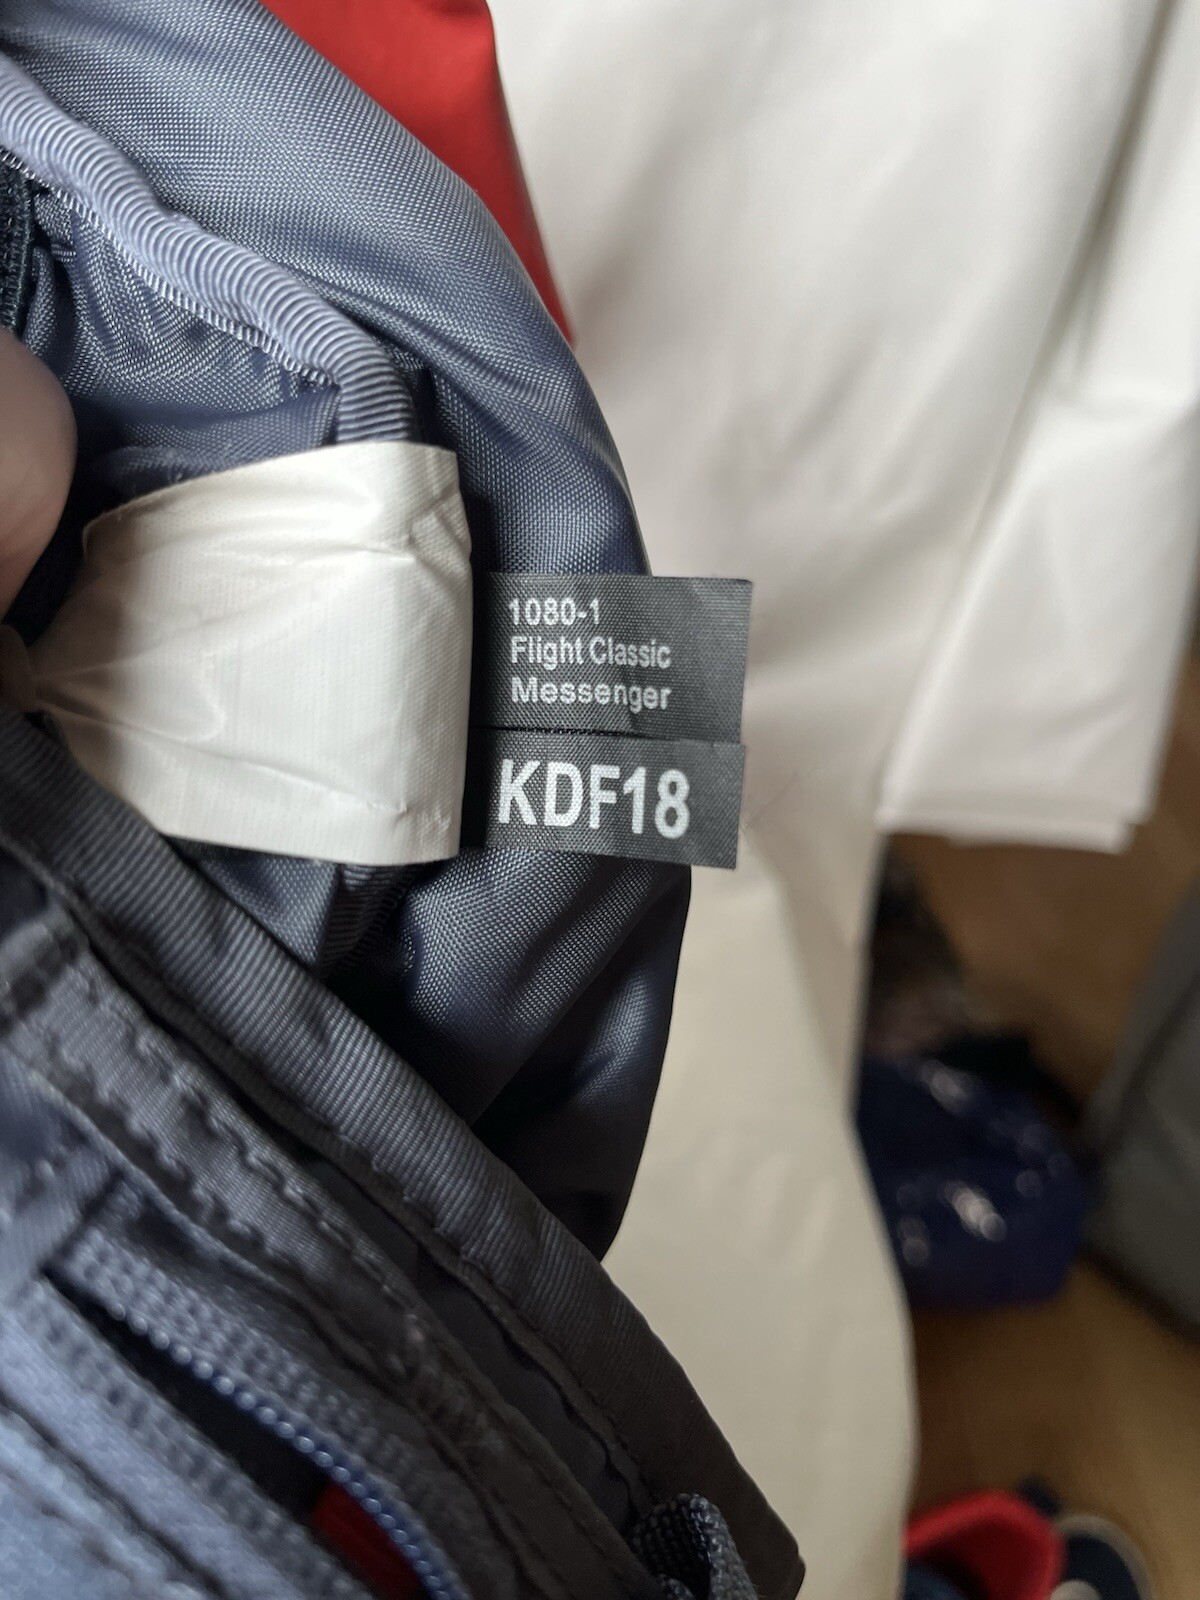 1080-1
Flight Classic
Messenger
KDF18